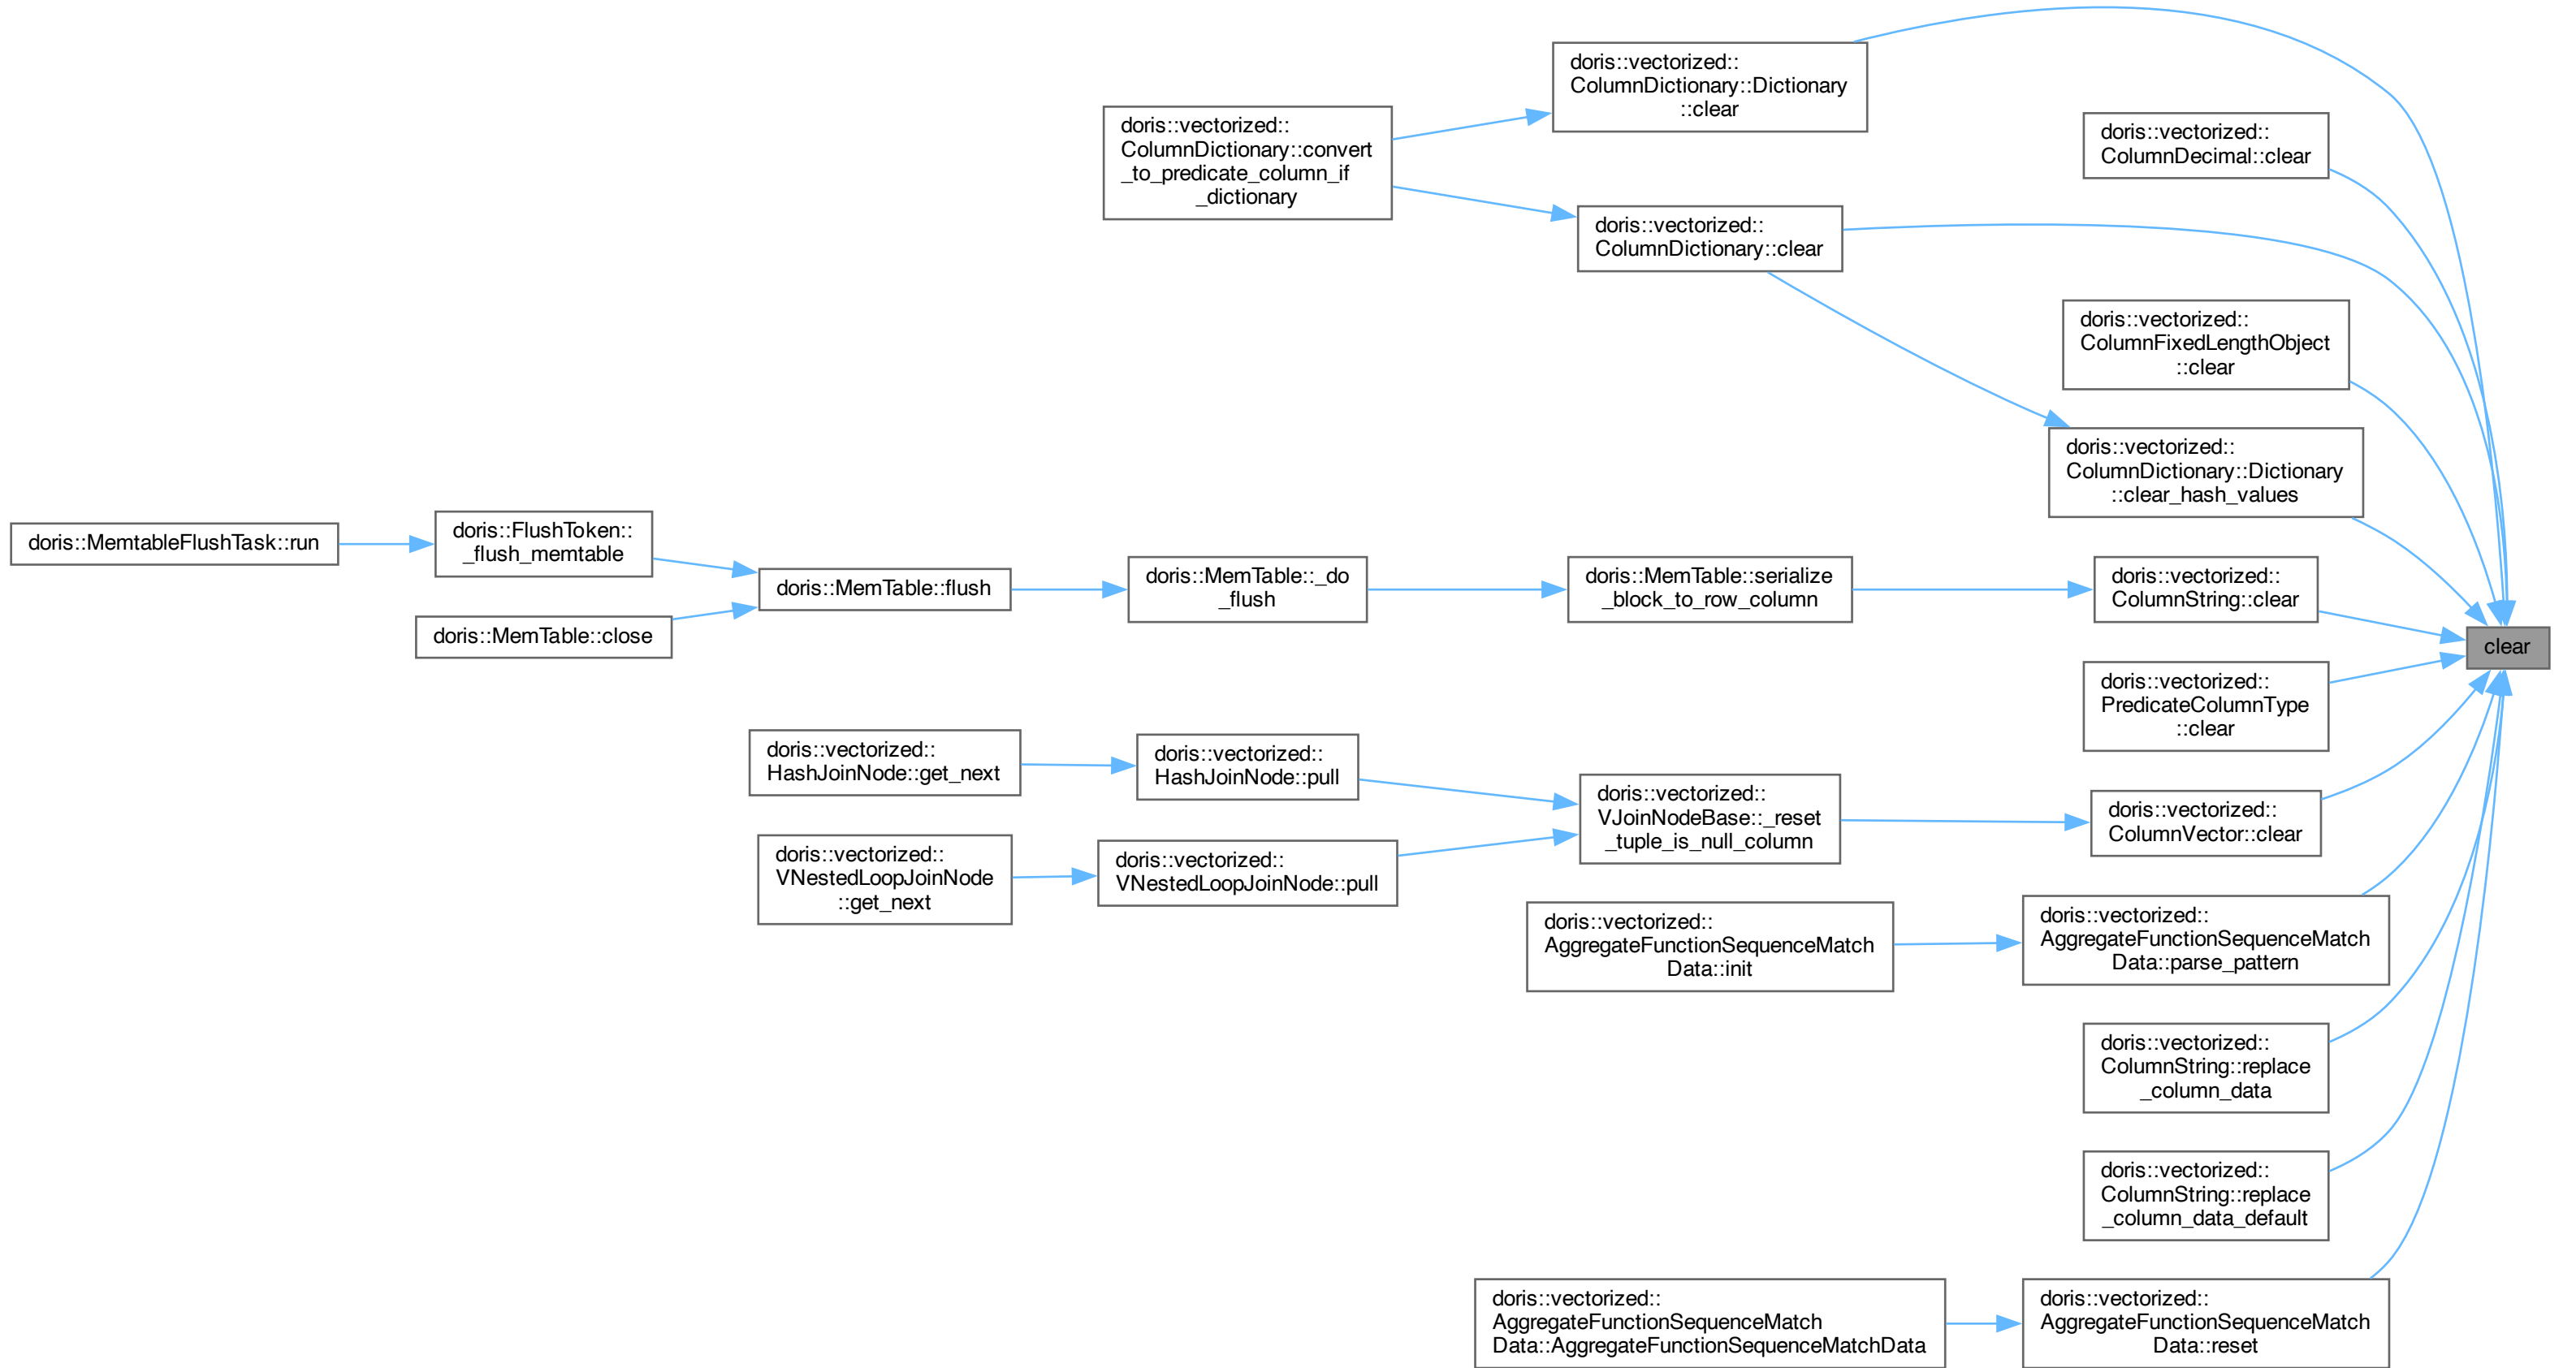 doris::vectorized::
ColumnDictionary::Dictionary
::clear
doris::vectorized::
ColumnDictionary::convert
_to_predicate_column_if
_dictionary
doris::vectorized::
ColumnDecimal::clear
doris::vectorized::
ColumnDictionary::clear
doris::vectorized::
ColumnFixedLengthObject
::clear
doris::vectorized::
ColumnDictionary::Dictionary
::clear_hash_values
doris::MemtableFlushTask::run
doris::FlushToken::
_flush_memtable
doris::MemTable::close
doris::MemTable::flush
doris::MemTable::_do
_flush
doris::MemTable::serialize
_block_to_row_column
doris::vectorized::
ColumnString::clear
clear
doris::vectorized::
PredicateColumnType
::clear
doris::vectorized::
HashJoinNode::get_next
doris::vectorized::
HashJoinNode::pull
doris::vectorized::
VJoinNodeBase::_reset
_tuple_is_null_column
doris::vectorized::
ColumnVector::clear
doris::vectorized::
VNestedLoopJoinNode
::get_next
doris::vectorized::
VNestedLoopJoinNode::pull
doris::vectorized::
AggregateFunctionSequenceMatch
Data::init
doris::vectorized::
AggregateFunctionSequenceMatch
Data::parse_pattern
doris::vectorized::
ColumnString::replace
_column_data
doris::vectorized::
ColumnString::replace
_column_data_default
doris::vectorized::
AggregateFunctionSequenceMatch
Data::AggregateFunctionSequenceMatchData
doris::vectorized::
AggregateFunctionSequenceMatch
Data::reset